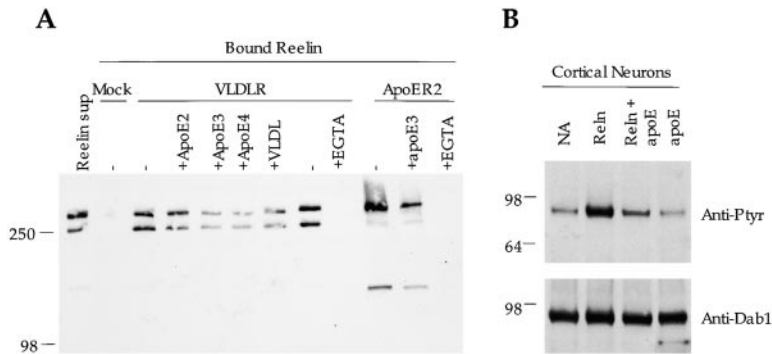 A
Bound Reelin
Mock
VLDLR
ApoER2
Reelin sup
-
-
+ApoE2
+ApoE3
+ApoE4
+VLDL
-
+EGTA
-
+apoE3
+EGTA
250
98
B
Cortical Neurons
NA
Reln
Reln +
apoE
apoE
98
64
Anti-Ptyr
98
Anti-Dab1